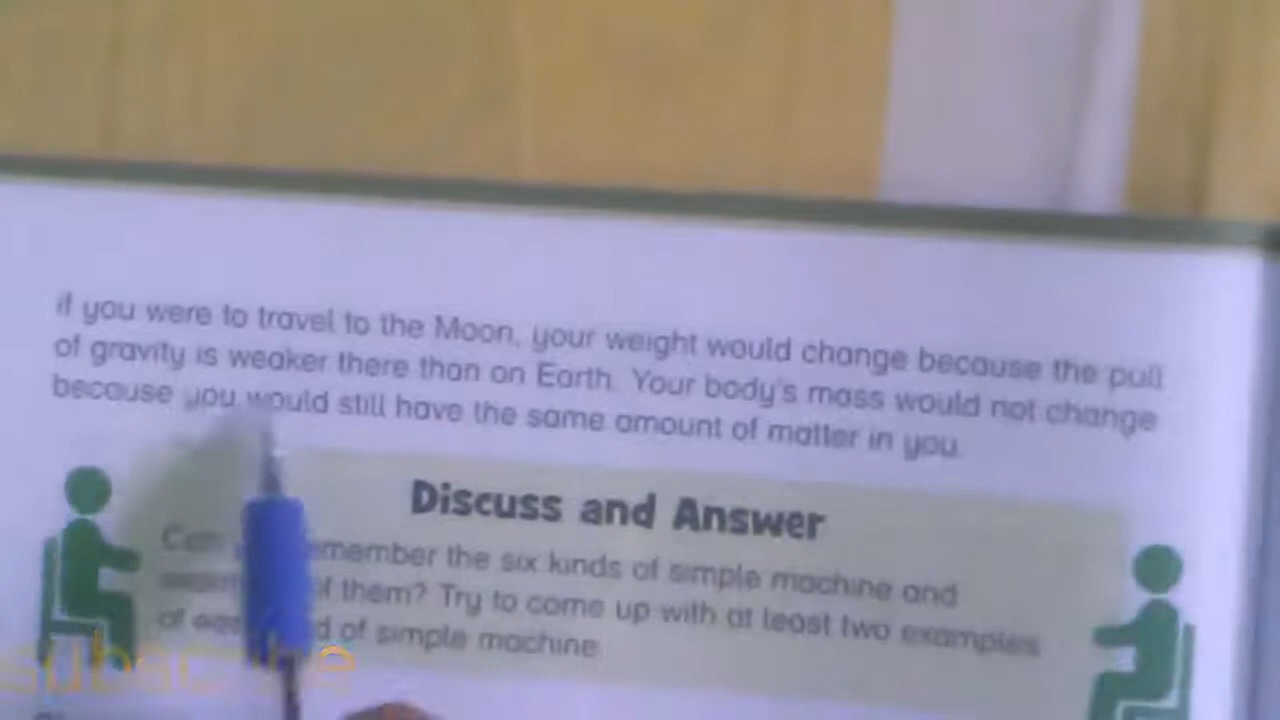 if you were to travel to the Moon, your weight would change because the pull
of gravity is weaker there than on Earth. Your body's mass would not change
because you would still have the same amount of matter in you.
Discuss and Answer
Can member the six kinds of simple machine and
of them? Try to come up with at least two examples
of d of simple machine.
subscribe